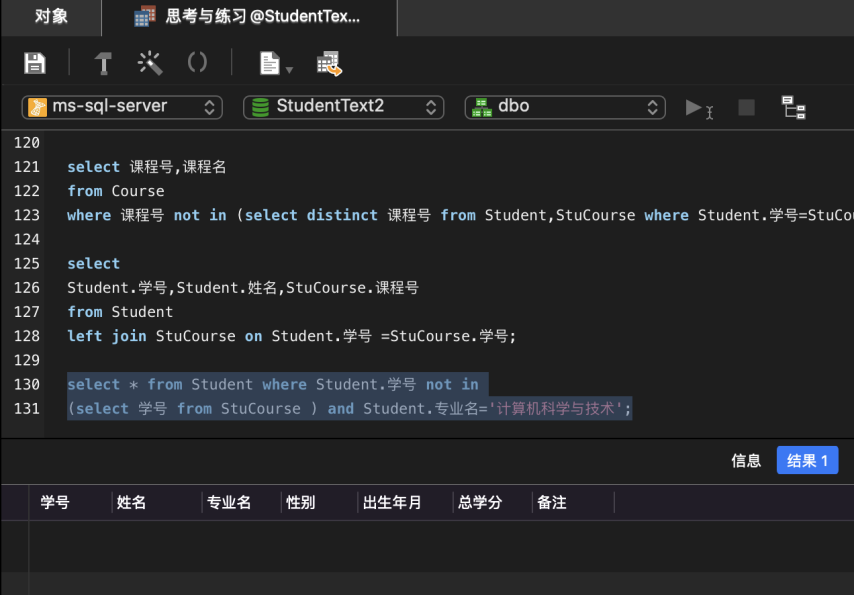 对象
思考与练习@StudentTex...
ms-sql-server
StudentText2
dbo
120
121 select 课程号,课程名
122 from Course
123 where 课程号 not in (select distinct 课程号 from Student,StuCourse where Student.学号=StuCou
124
125 select
126 Student.学号,Student.姓名,StuCourse.课程号
127 from Student
128 left join StuCourse on Student.学号 =StuCourse.学号;
129
130 select * from Student where Student.学号 not in
131 (select 学号 from StuCourse ) and Student.专业名='计算机科学与技术';
信息 结果 1
学号 姓名 专业名 性别 出生年月 总学分 备注